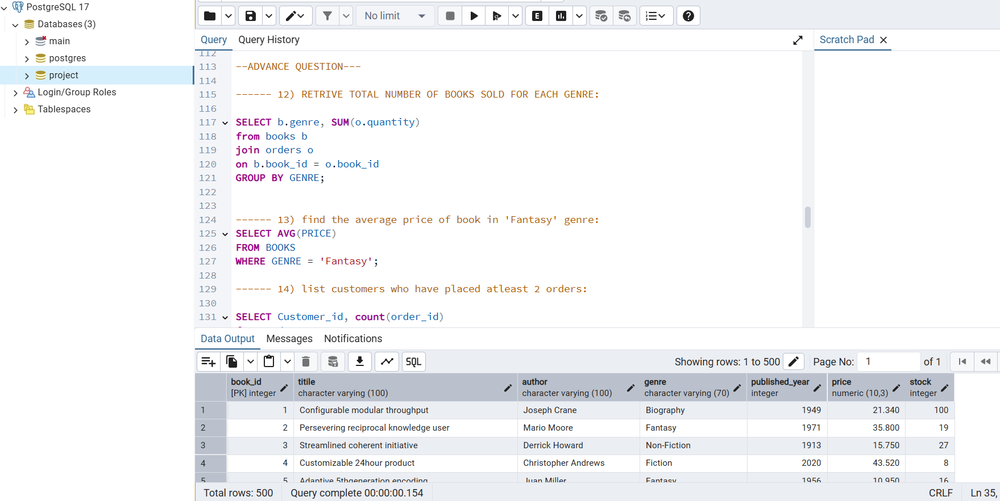 PostgreSQL 17
Databases (3)
main
postgres
project
Login/Group Roles
Tablespaces
No limit
Query
Query History
Scratch Pad
112
113 --ADVANCE QUESTION---
114
115 ------ 12) RETRIVE TOTAL NUMBER OF BOOKS SOLD FOR EACH GENRE:
116
117 SELECT b.genre, SUM(o.quantity)
118 from books b
119 join orders o
120 on b.book_id = o.book_id
121 GROUP BY GENRE;
122
123
124 ------ 13) find the average price of book in 'Fantasy' genre:
125 SELECT AVG(PRICE)
126 FROM BOOKS
127 WHERE GENRE = 'Fantasy';
128
129 ------ 14) list customers who have placed atleast 2 orders:
130
131 SELECT Customer_id, count(order_id)
Data Output Messages Notifications
SQL
Showing rows: 1 to 500
Page No: 1 of 1
book_id titile author genre published_year price stock
[PK] integer character varying (100) character varying (100) character varying (70) integer numeric (10,3) integer
1 1 Configurable modular throughput Joseph Crane Biography 1949 21.340 100
2 2 Persevering reciprocal knowledge user Mario Moore Fantasy 1971 35.800 19
3 3 Streamlined coherent initiative Derrick Howard Non-Fiction 1913 15.750 27
4 4 Customizable 24hour product Christopher Andrews Fiction 2020 43.520 8
5 5 Adaptive 5thgeneration encoding Juan Miller Fantasy 1956 10.950 16
Total rows: 500 Query complete 00:00:00.154 CRLF Ln 35,